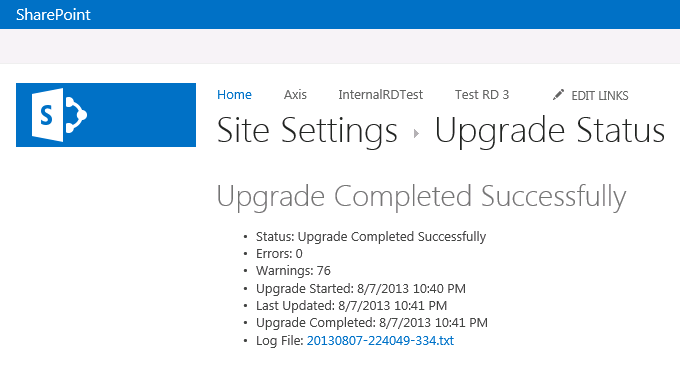 SharePoint
Home Axis InternalRDTest Test RD 3 EDIT LINKS
S
Site Settings ▸ Upgrade Status
Upgrade Completed Successfully
• Status: Upgrade Completed Successfully
• Errors: 0
• Warnings: 76
• Upgrade Started: 8/7/2013 10:40 PM
• Last Updated: 8/7/2013 10:41 PM
• Upgrade Completed: 8/7/2013 10:41 PM
• Log File: 20130807-224049-334.txt